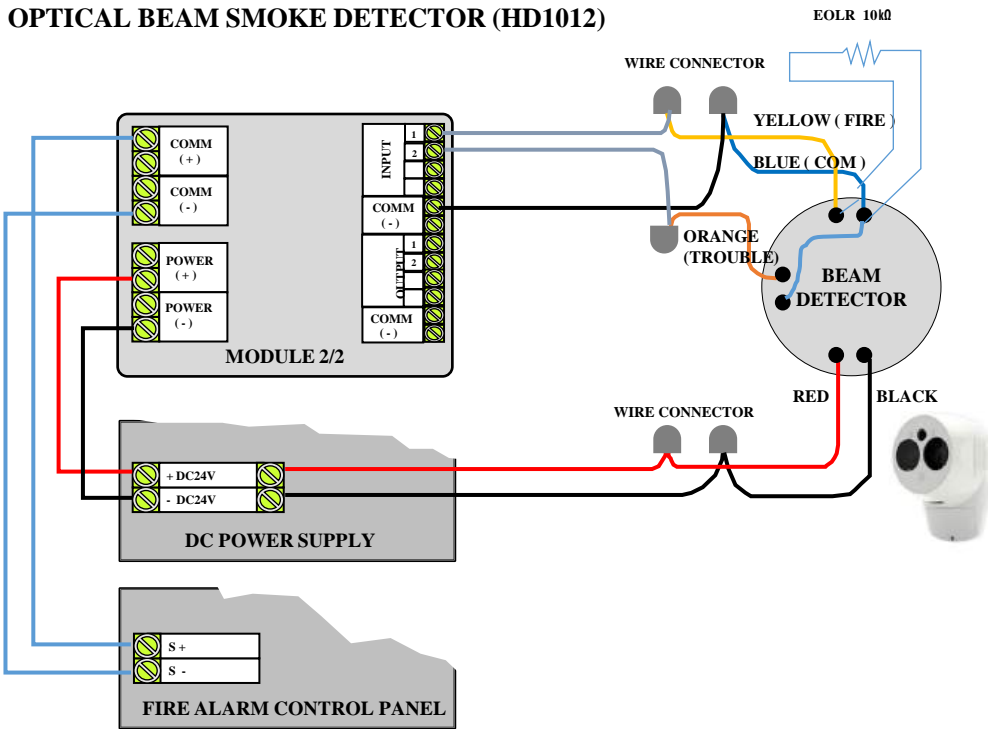 OPTICAL BEAM SMOKE DETECTOR (HD1012)
EOLR 10kΩ
WIRE CONNECTOR
YELLOW ( FIRE )
BLUE ( COM )
COMM
( + )
COMM
( - )
POWER
( + )
POWER
( - )
INPUT
1
2
COMM
( - )
OUTPUT
1
2
COMM
( - )
MODULE 2/2
ORANGE
(TROUBLE)
BEAM
DETECTOR
RED
BLACK
WIRE CONNECTOR
+ DC24V
- DC24V
DC POWER SUPPLY
S +
S -
FIRE ALARM CONTROL PANEL